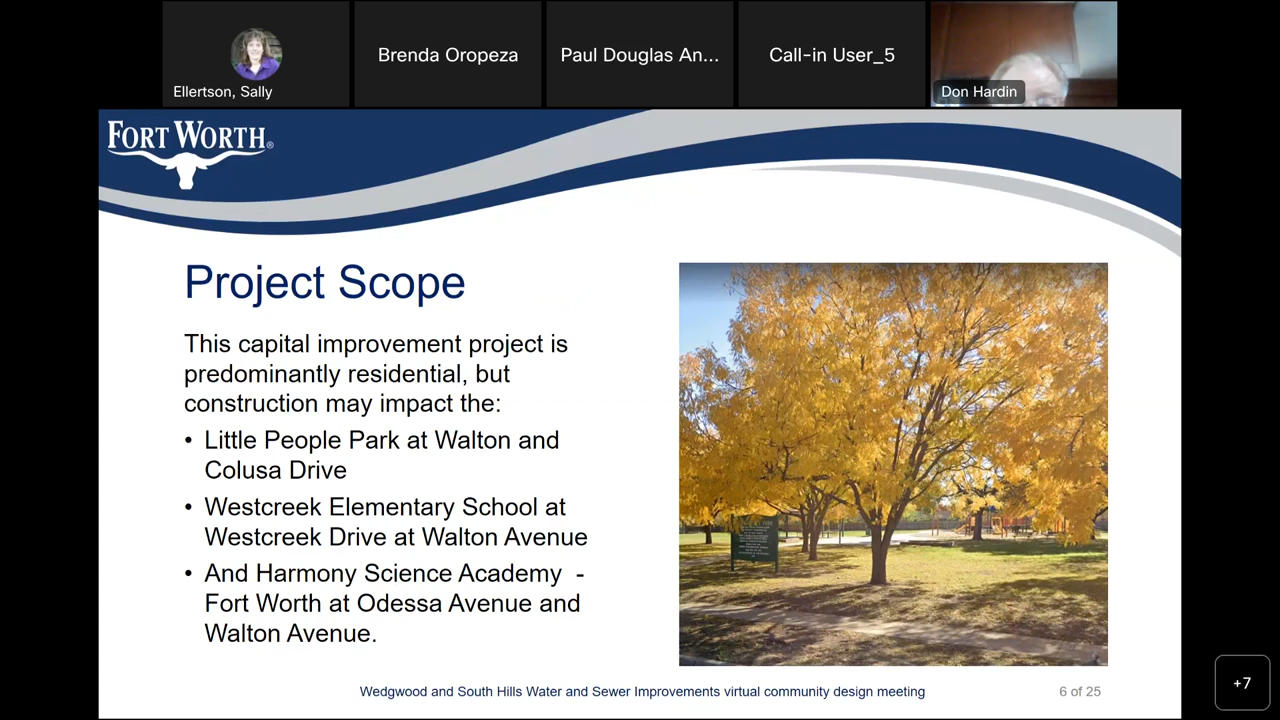 Ellertson, Sally
Brenda Oropeza
Paul Douglas An...
Call-in User_5
Don Hardin
FORT WORTH®
Project Scope
This capital improvement project is
predominantly residential, but
construction may impact the:
• Little People Park at Walton and
Colusa Drive
• Westcreek Elementary School at
Westcreek Drive at Walton Avenue
• And Harmony Science Academy -
Fort Worth at Odessa Avenue and
Walton Avenue.
Wedgwood and South Hills Water and Sewer Improvements virtual community design meeting
6 of 25
+7